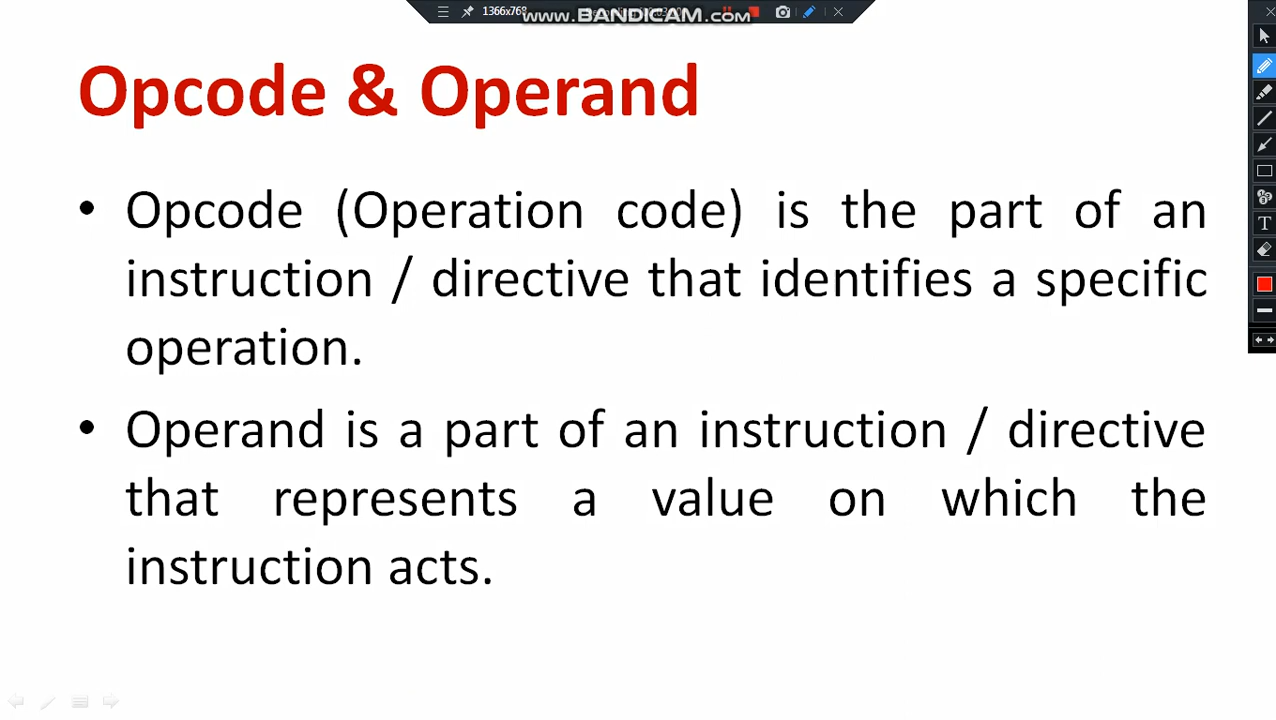 1366x768
www.BANDICAM.com
Opcode & Operand
• Opcode (Operation code) is the part of an
instruction / directive that identifies a specific
operation.
• Operand is a part of an instruction / directive
that represents a value on which the
instruction acts.